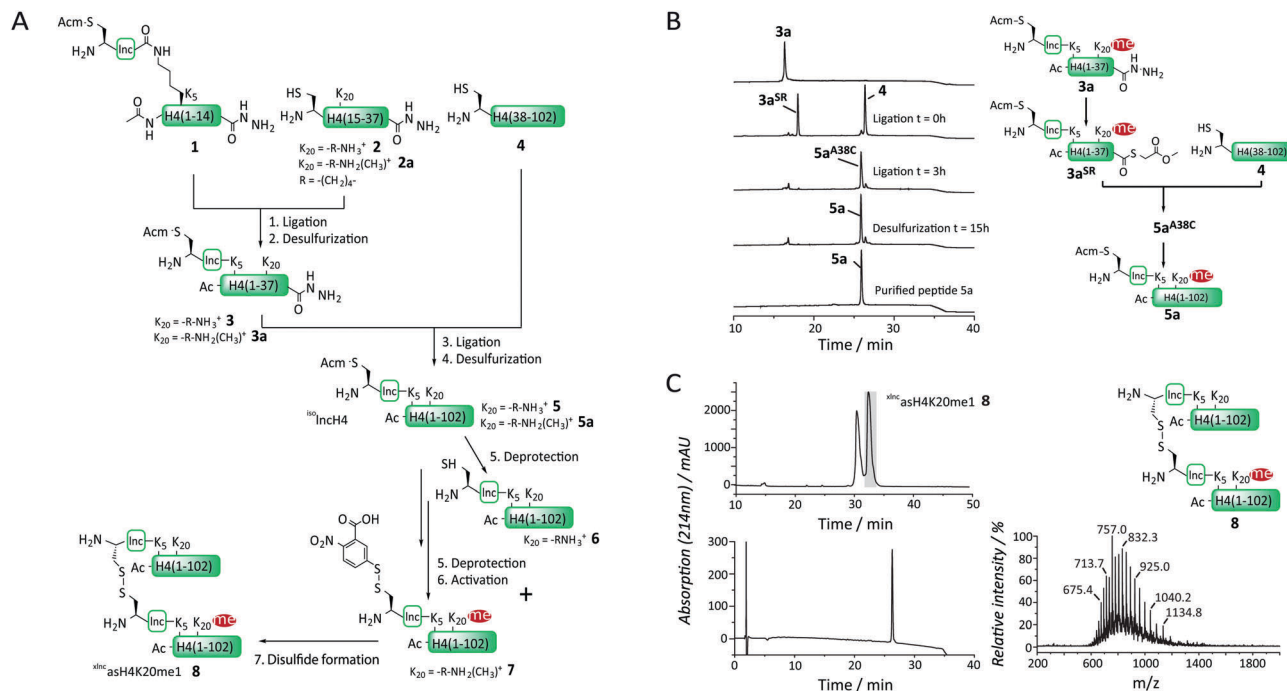 A
Acm-S
H₂N
Inc
O
NH
K₅
O
N
H
H4(1-14)
O
H
N
NH₂
1
HS
K₂₀
H₂N
H4(15-37)
O
H
N
NH₂
K₂₀ = -R-NH₃⁺ 2
K₂₀ = -R-NH₂(CH₃)⁺ 2a
R = -(CH₂)₄-
HS
H₂N
H4(38-102)
4
1. Ligation
2. Desulfurization
Acm-S
H₂N
Inc
K₅
K₂₀
Ac
H4(1-37)
O
H
N
NH₂
K₂₀ = -R-NH₃⁺ 3
K₂₀ = -R-NH₂(CH₃)⁺ 3a
3. Ligation
4. Desulfurization
Acm-S
H₂N
Inc
K₅ K₂₀
Ac
H4(1-102)
isoIncH4
K₂₀ = -R-NH₃⁺ 5
K₂₀ = -R-NH₂(CH₃)⁺ 5a
5. Deprotection
SH
H₂N
Inc
K₅ K₂₀
Ac
H4(1-102)
K₂₀ = -RNH₃⁺ 6
5. Deprotection
6. Activation
+
O
OH
O₂N
S
S
H₂N
Inc
K₅ K₂₀ me
Ac
H4(1-102)
K₂₀ = -R-NH₂(CH₃)⁺ 7
7. Disulfide formation
H₂N
Inc
K₅ K₂₀
Ac
H4(1-102)
S
S
H₂N
Inc
K₅ K₂₀ me
Ac
H4(1-102)
xIncasH4K20me1 8
B
3a
3aSR
4
Ligation t = 0h
5aA38C
Ligation t = 3h
5a
Desulfurization t = 15h
5a
Purified peptide 5a
10 20 30 40
Time / min
Acm-S
H₂N
Inc
K₅ K₂₀ me
Ac
H4(1-37)
O
H
N
NH₂
3a
Acm-S
H₂N
Inc
K₅ K₂₀ me
Ac
H4(1-37)
O
S
O
O
3aSR
HS
H₂N
H4(38-102)
4
5aA38C
Acm-S
H₂N
Inc
K₅ K₂₀ me
Ac
H4(1-102)
5a
C
Absorption (214nm) / mAU
2000
1000
0
10 20 30 40 50
Time / min
xIncasH4K20me1 8
300
200
100
0
0 10 20 30 40
Time / min
H₂N
Inc
K₅ K₂₀
Ac
H4(1-102)
S
S
H₂N
Inc
K₅ K₂₀ me
Ac
H4(1-102)
8
Relative intensity / %
100
80
60
40
20
0
675.4
713.7
757.0
832.3
925.0
1040.2
1134.8
200 600 1000 1400 1800
m/z